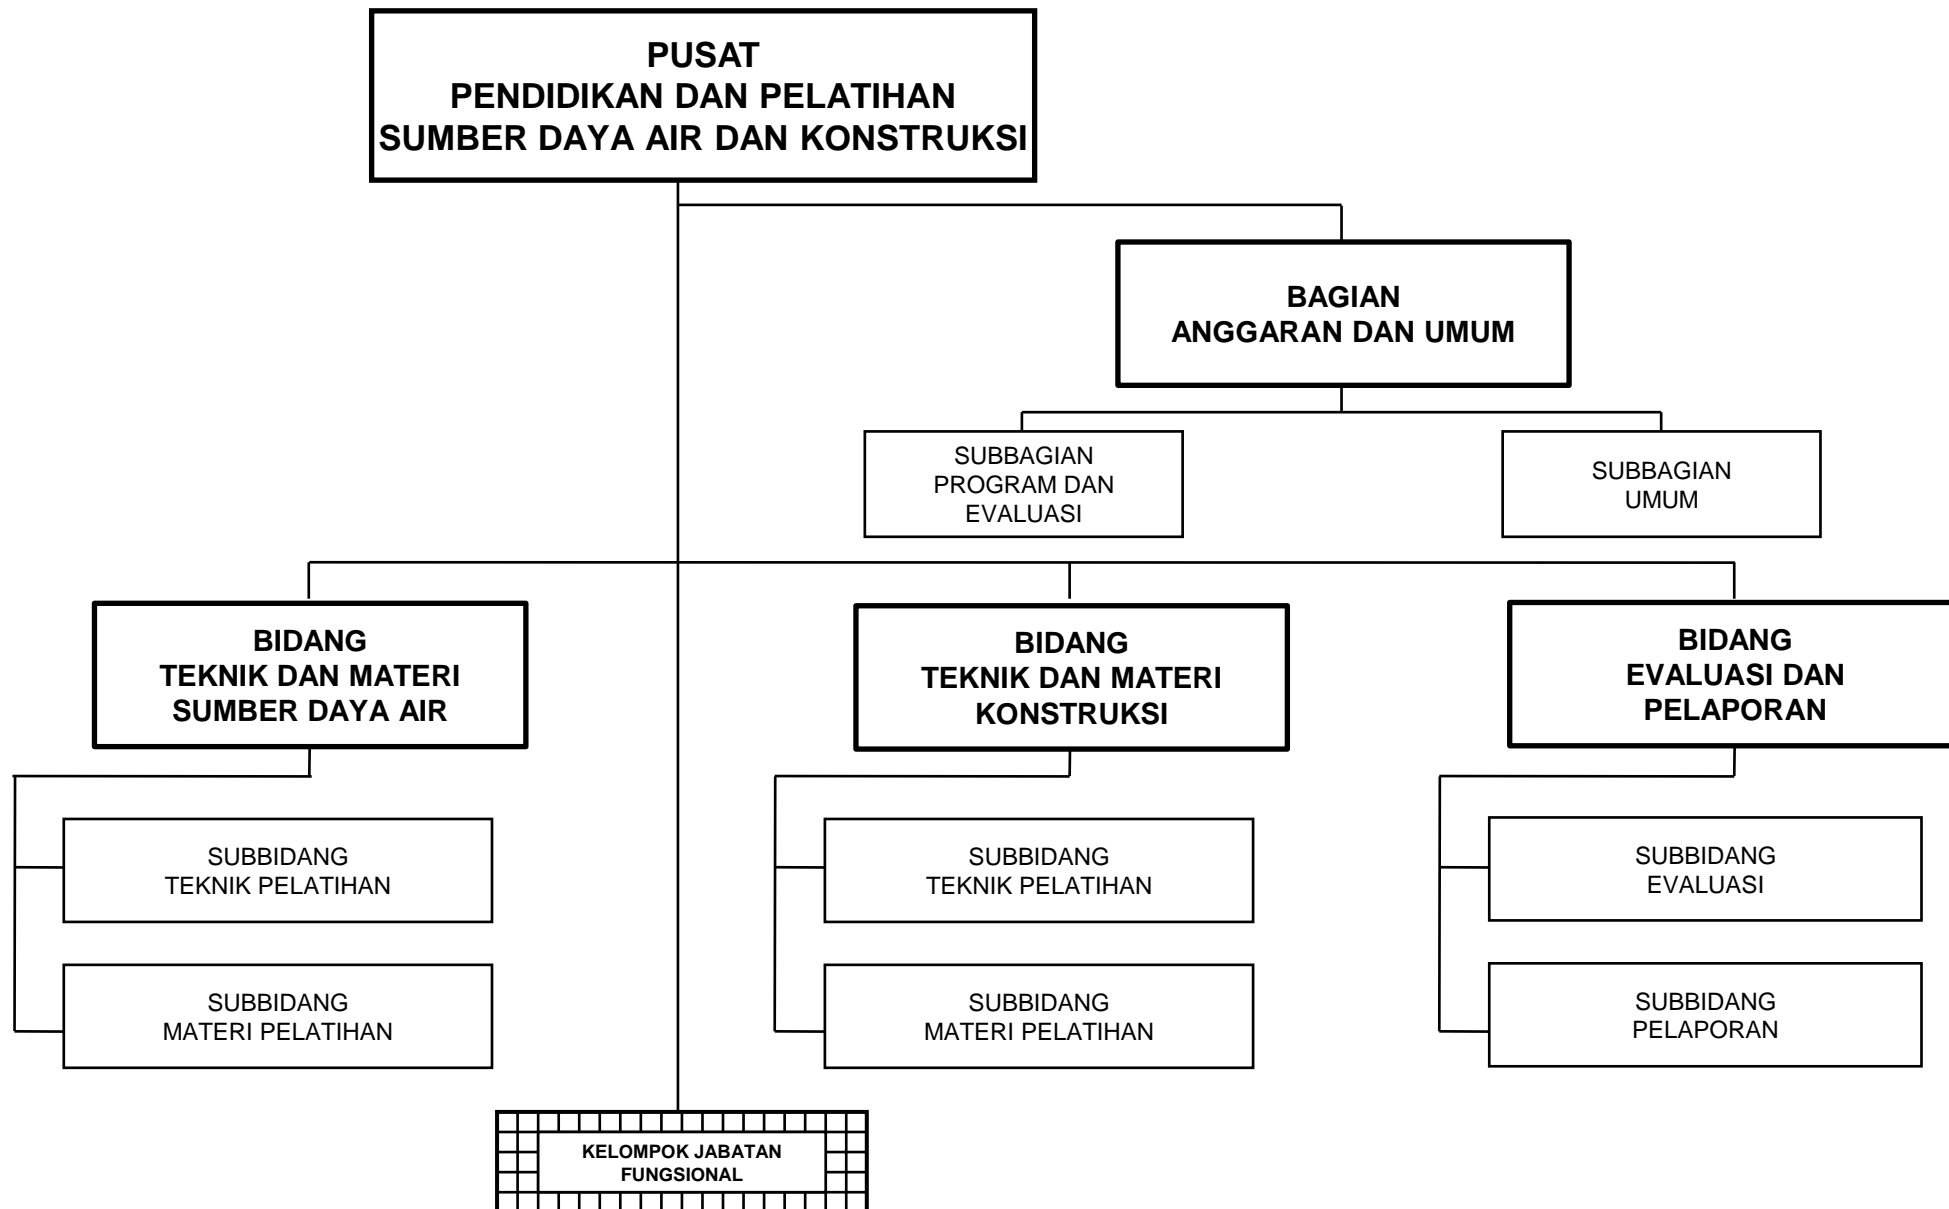 PUSAT
PENDIDIKAN DAN PELATIHAN
SUMBER DAYA AIR DAN KONSTRUKSI
BAGIAN
ANGGARAN DAN UMUM
SUBBAGIAN
PROGRAM DAN
EVALUASI
SUBBAGIAN
UMUM
BIDANG
TEKNIK DAN MATERI
SUMBER DAYA AIR
BIDANG
TEKNIK DAN MATERI
KONSTRUKSI
BIDANG
EVALUASI DAN
PELAPORAN
SUBBIDANG
TEKNIK PELATIHAN
SUBBIDANG
TEKNIK PELATIHAN
SUBBIDANG
EVALUASI
SUBBIDANG
MATERI PELATIHAN
SUBBIDANG
MATERI PELATIHAN
SUBBIDANG
PELAPORAN
KELOMPOK JABATAN
FUNGSIONAL